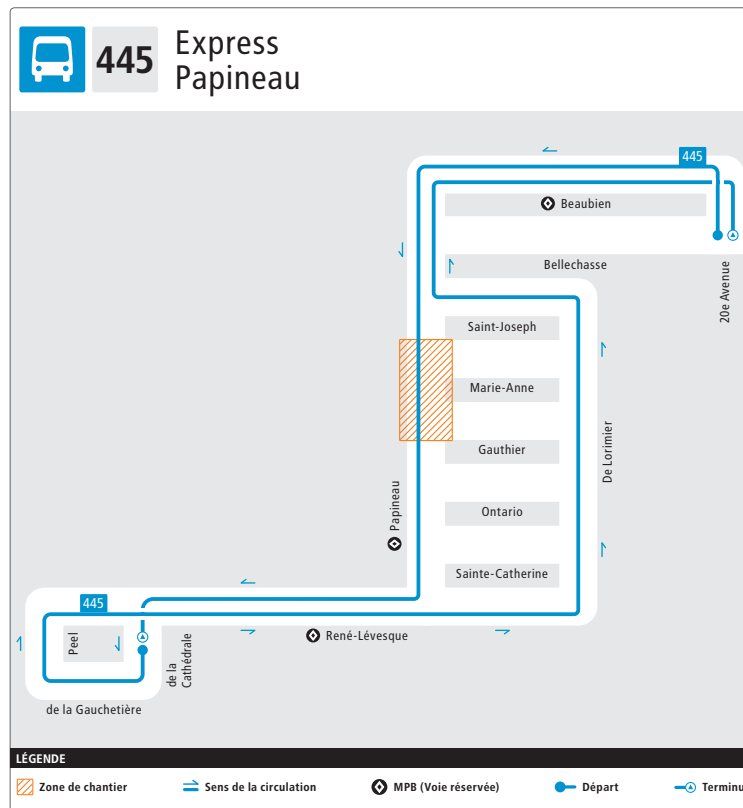 445
Express
Papineau
445
Beaubien
Bellechasse
20e Avenue
Saint-Joseph
Marie-Anne
Gauthier
De Lorimier
Papineau
Ontario
Sainte-Catherine
445
Peel
de la
Cathédrale
René-Lévesque
de la Gauchetière
LÉGENDE
Zone de chantier
Sens de la circulation
MPB (Voie réservée)
Départ
Terminu